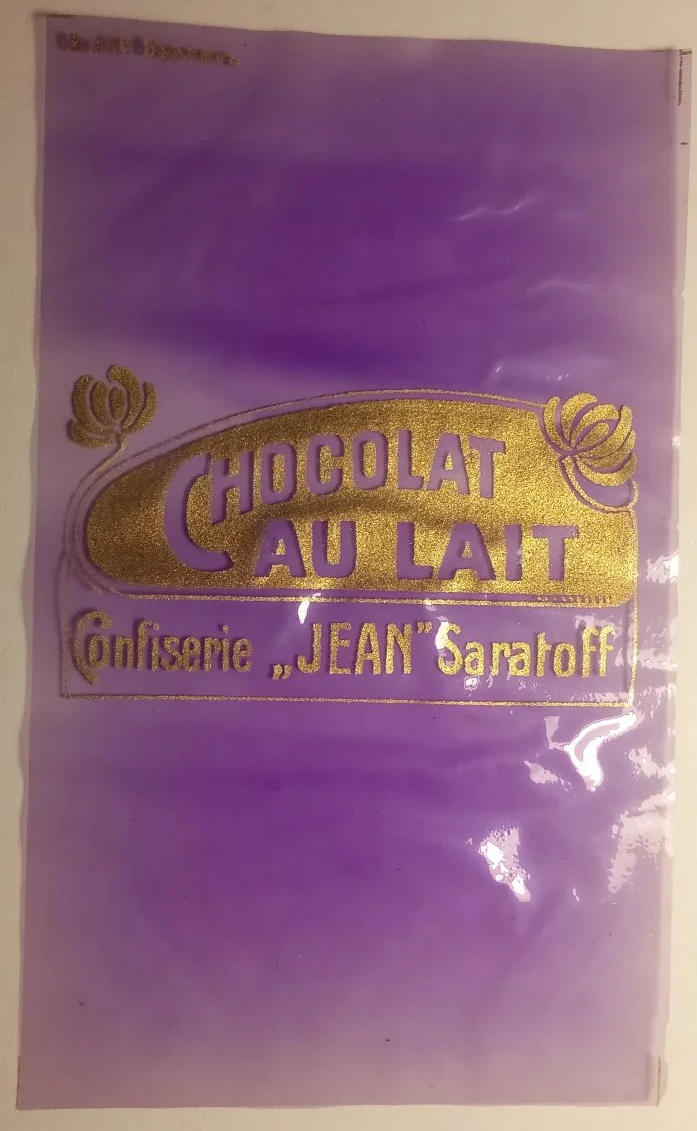 CHOCOLAT
AU LAIT
Confiserie „JEAN” Saratoff